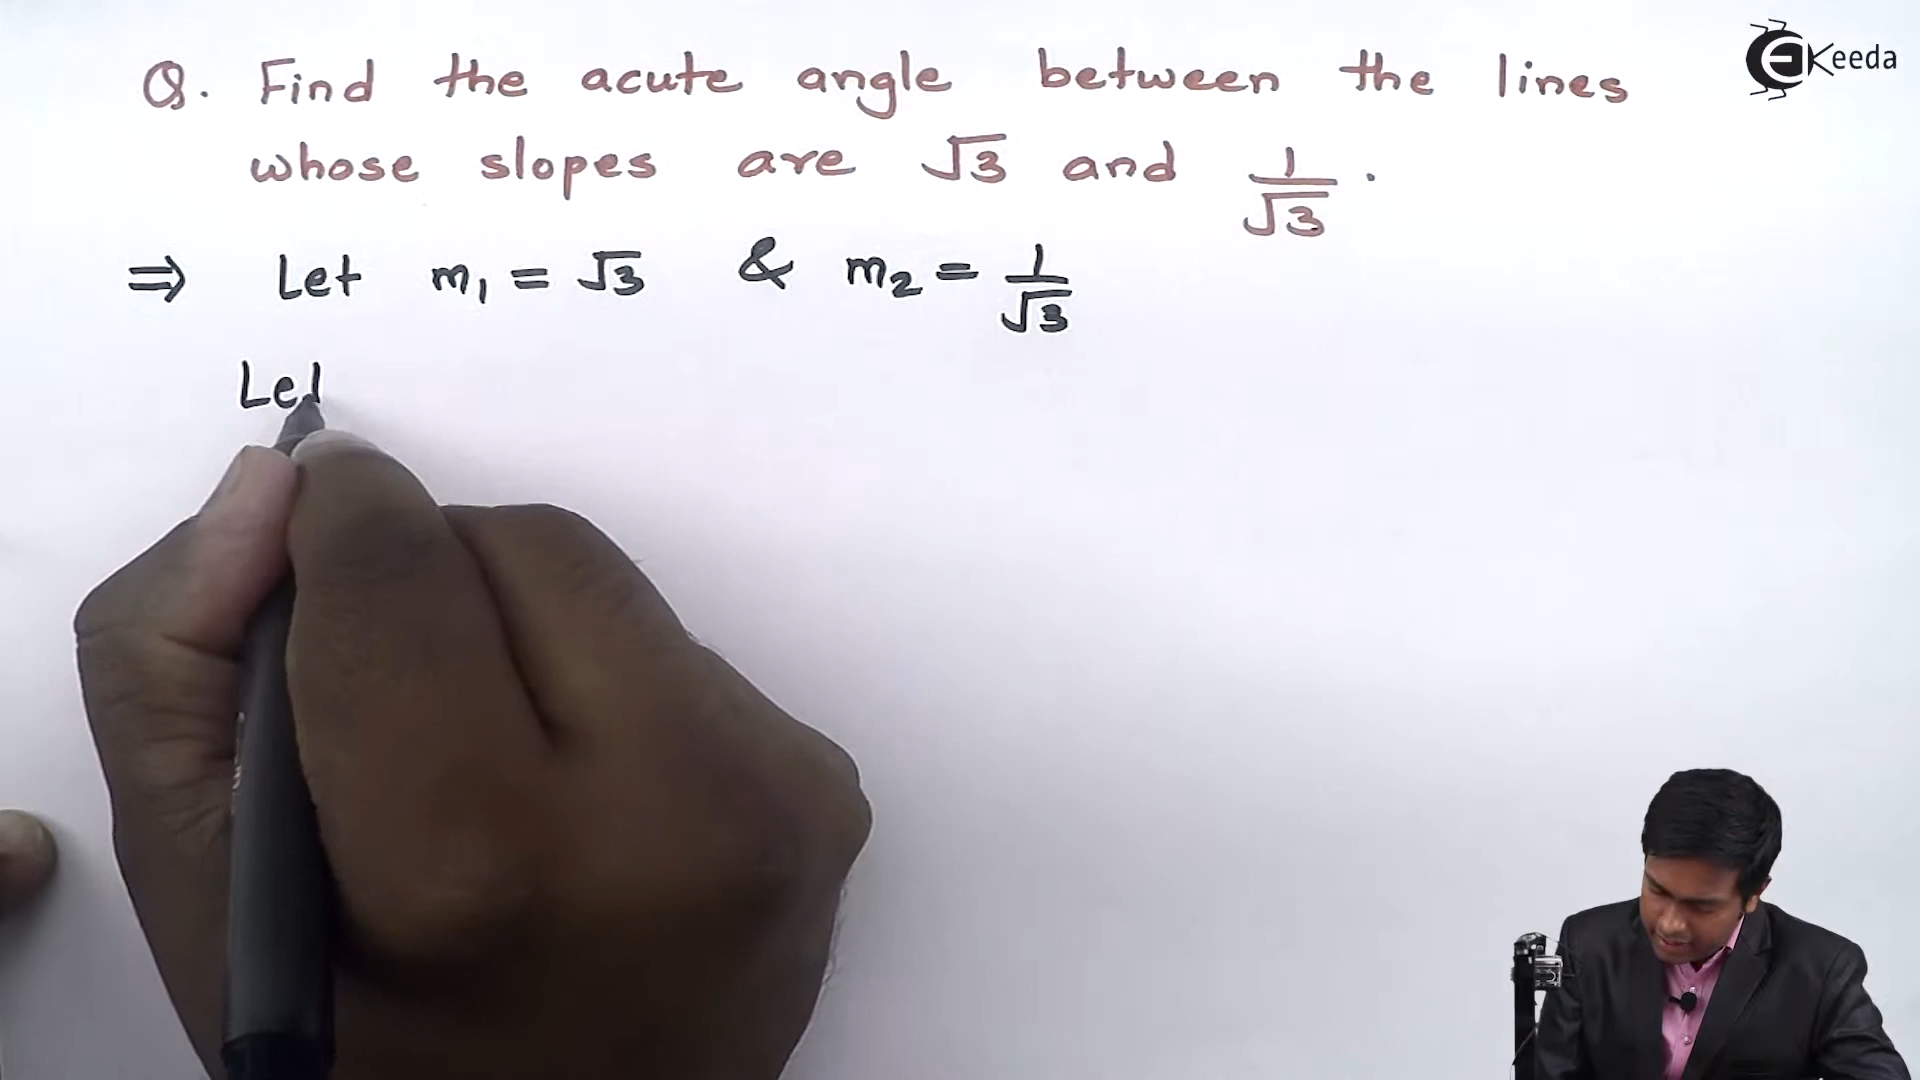 Q. Find the acute angle between the lines
whose slopes are √3 and 1/√3.
⇒ Let m₁ = √3 & m₂ = 1/√3
Let
Keeda